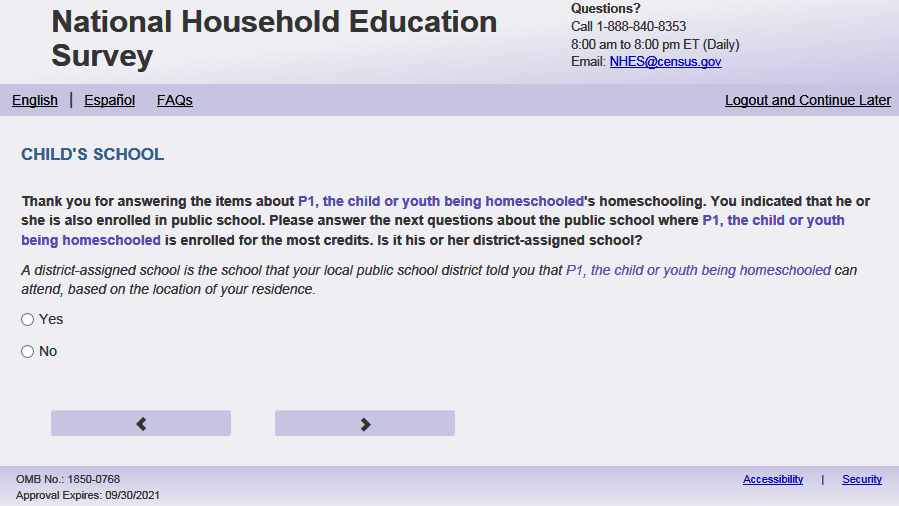 National Household Education
Survey
Questions?
Call 1-888-840-8353
8:00 am to 8:00 pm ET (Daily)
Email: NHES@census.gov
English | Español FAQs
Logout and Continue Later
CHILD'S SCHOOL
Thank you for answering the items about P1, the child or youth being homeschooled's homeschooling. You indicated that he or
she is also enrolled in public school. Please answer the next questions about the public school where P1, the child or youth
being homeschooled is enrolled for the most credits. Is it his or her district-assigned school?
A district-assigned school is the school that your local public school district told you that P1, the child or youth being homeschooled can
attend, based on the location of your residence.
Yes
No
OMB No.: 1850-0768
Approval Expires: 09/30/2021
Accessibility | Security